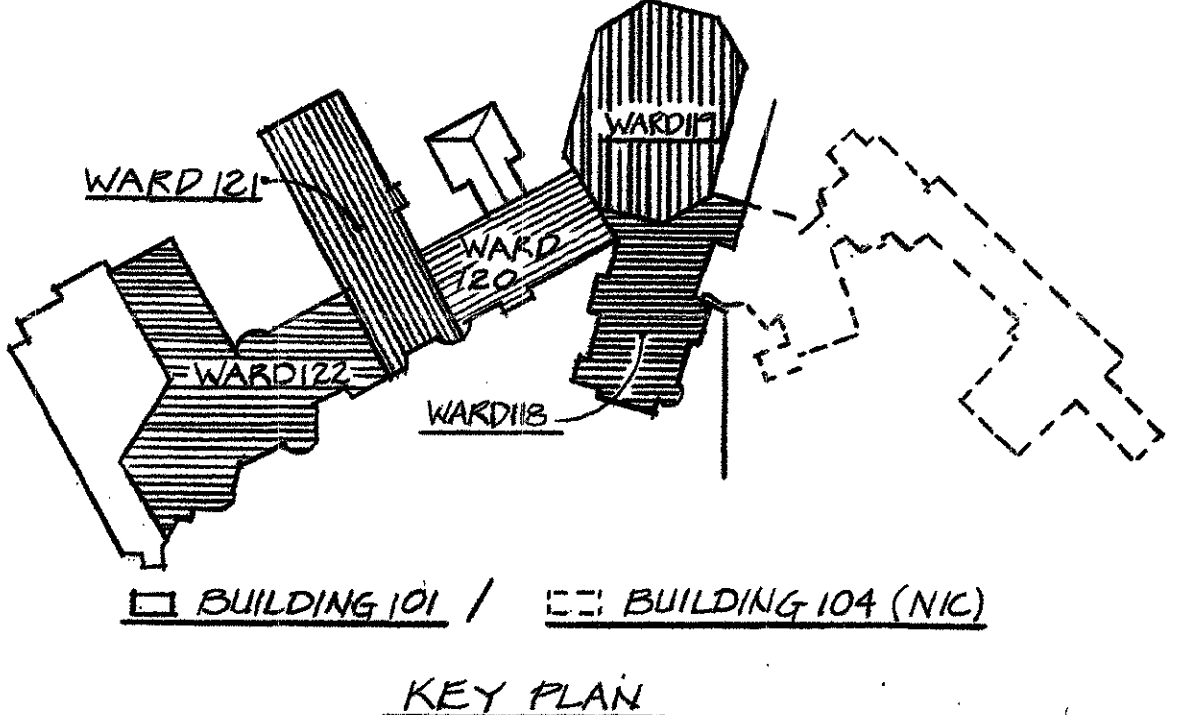 WARD 119
WARD 121
WARD
120
WARD 122
WARD 118
BUILDING 101 / BUILDING 104 (NIC)
KEY PLAN